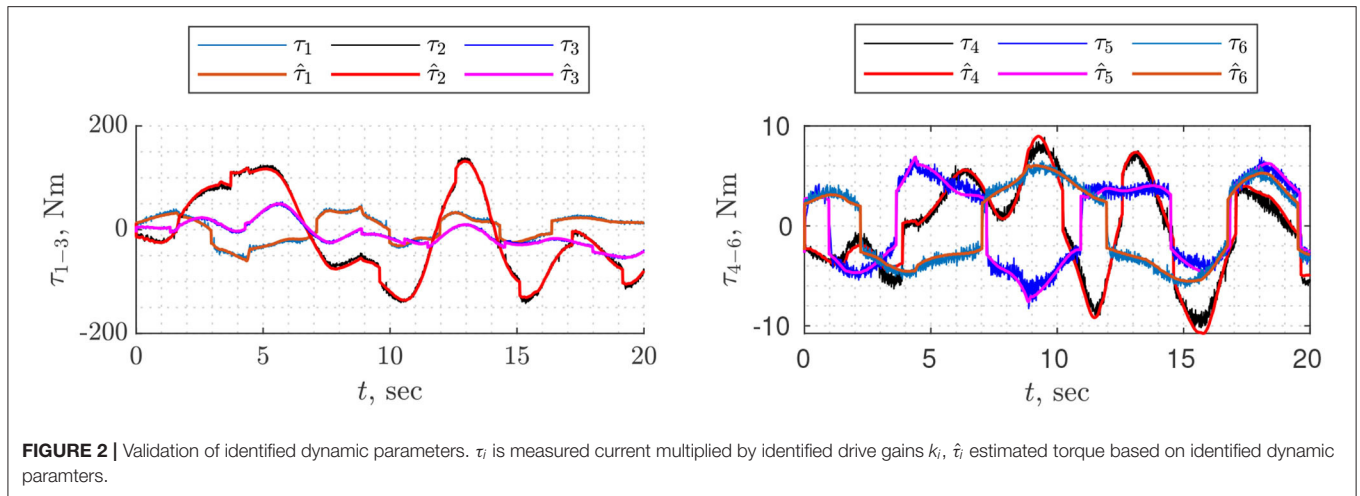 τ₁ τ₂ τ₃
τ̂₁ τ̂₂ τ̂₃
200
0
-200
τ₁₋₃, Nm
0 5 10 15 20
t, sec
τ₄ τ₅ τ₆
τ̂₄ τ̂₅ τ̂₆
10
0
-10
τ₄₋₆, Nm
0 5 10 15 20
t, sec
FIGURE 2 | Validation of identified dynamic parameters. τᵢ is measured current multiplied by identified drive gains kᵢ, τ̂ᵢ estimated torque based on identified dynamic
paramters.